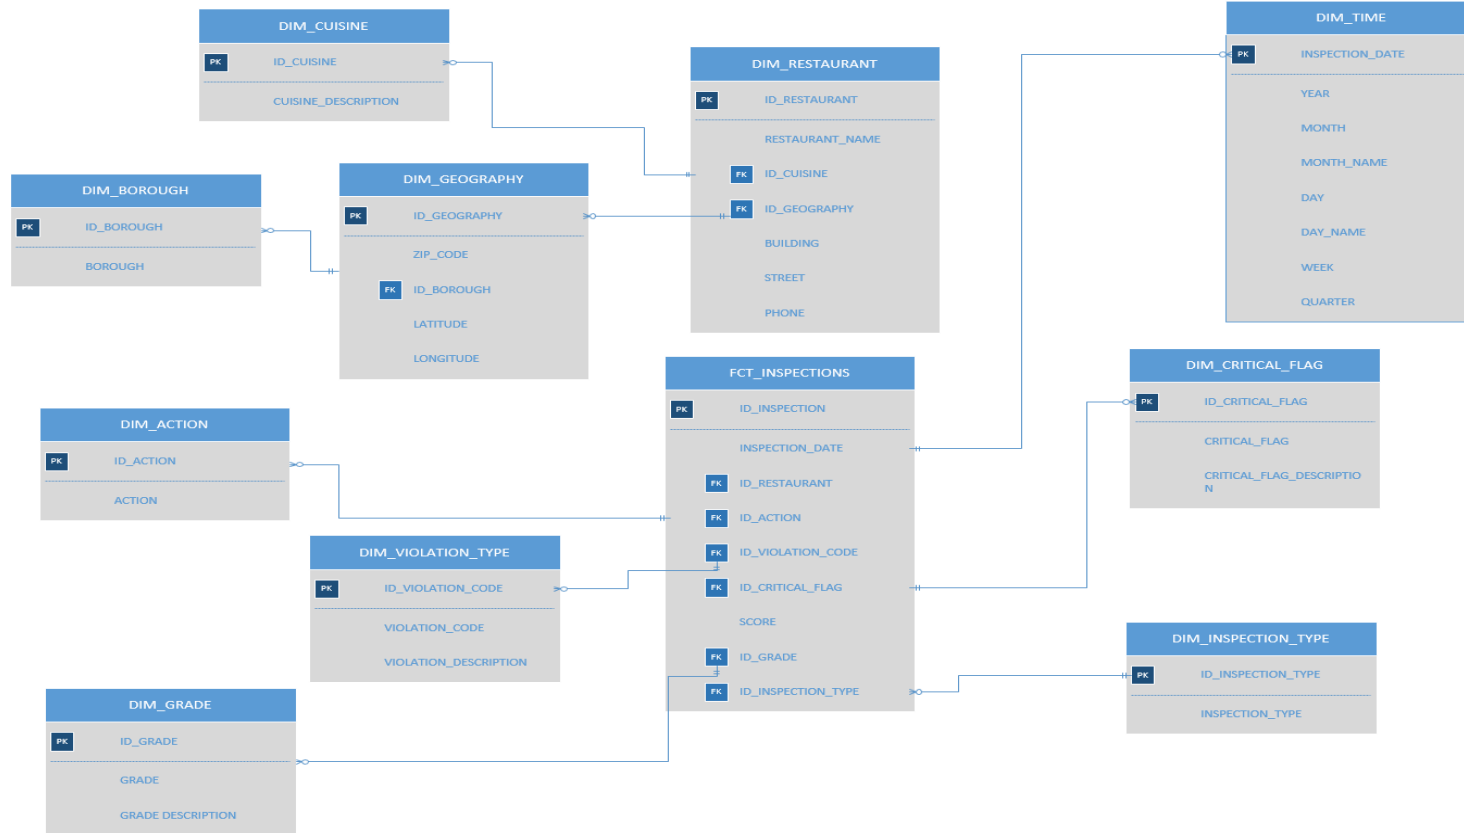 DIM_CUISINE
PK ID_CUISINE
CUISINE_DESCRIPTION
DIM_RESTAURANT
PK ID_RESTAURANT
RESTAURANT_NAME
FK ID_CUISINE
FK ID_GEOGRAPHY
BUILDING
STREET
PHONE
DIM_TIME
PK INSPECTION_DATE
YEAR
MONTH
MONTH_NAME
DAY
DAY_NAME
WEEK
QUARTER
DIM_BOROUGH
PK ID_BOROUGH
BOROUGH
DIM_GEOGRAPHY
PK ID_GEOGRAPHY
ZIP_CODE
FK ID_BOROUGH
LATITUDE
LONGITUDE
FCT_INSPECTIONS
PK ID_INSPECTION
INSPECTION_DATE
FK ID_RESTAURANT
FK ID_ACTION
FK ID_VIOLATION_CODE
FK ID_CRITICAL_FLAG
SCORE
FK ID_GRADE
FK ID_INSPECTION_TYPE
DIM_CRITICAL_FLAG
PK ID_CRITICAL_FLAG
CRITICAL_FLAG
CRITICAL_FLAG_DESCRIPTIO
N
DIM_ACTION
PK ID_ACTION
ACTION
DIM_VIOLATION_TYPE
PK ID_VIOLATION_CODE
VIOLATION_CODE
VIOLATION_DESCRIPTION
DIM_INSPECTION_TYPE
PK ID_INSPECTION_TYPE
INSPECTION_TYPE
DIM_GRADE
PK ID_GRADE
GRADE
GRADE DESCRIPTION